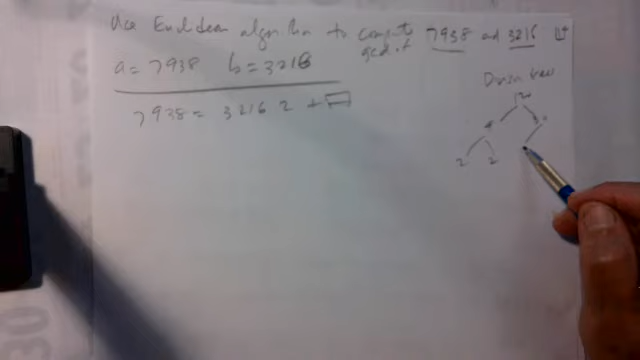 Use Euclidean algorithm to compute
gcd of 7938 and 3216
a = 7938 b = 3216
7938 = 3216 2 +
Division tree
4
2 2